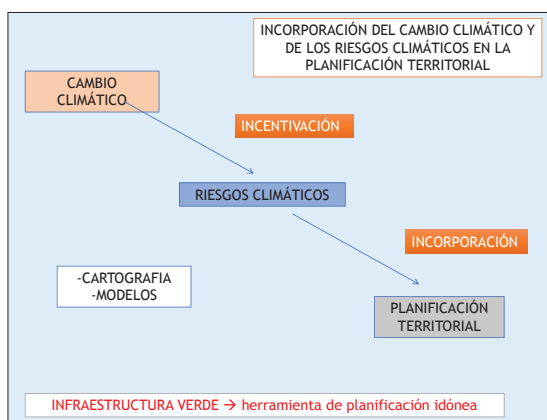 INCORPORACIÓN DEL CAMBIO CLIMÁTICO Y
DE LOS RIESGOS CLIMÁTICOS EN LA
PLANIFICACIÓN TERRITORIAL
CAMBIO
CLIMÁTICO
INCENTIVACIÓN
RIESGOS CLIMÁTICOS
INCORPORACIÓN
-CARTOGRAFIA
-MODELOS
PLANIFICACIÓN
TERRITORIAL
INFRAESTRUCTURA VERDE → herramienta de planificación idónea